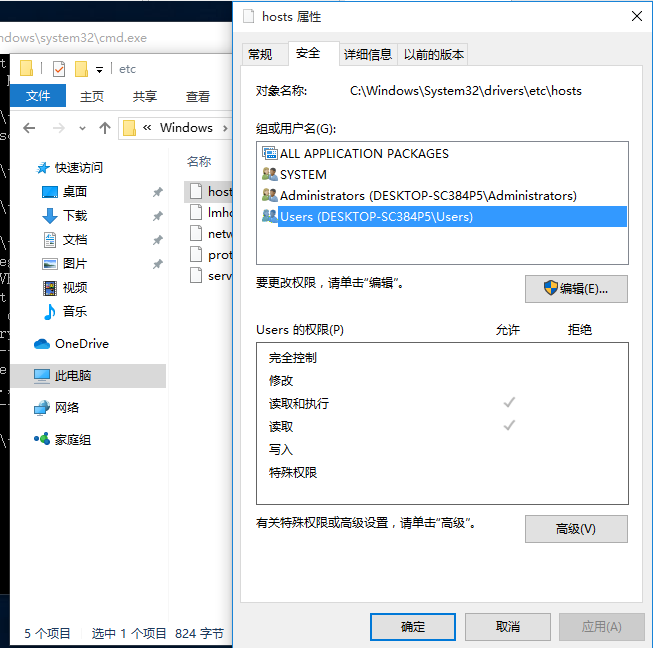 ndows\system32\cmd.exe
etc
文件
主页
共享
查看
« Windows ›
快速访问
桌面
下载
文档
图片
视频
音乐
OneDrive
此电脑
网络
家庭组
名称
host
lmho
netw
prot
serv
5 个项目
选中 1 个项目
824 字节
hosts 属性
常规
安全
详细信息
以前的版本
对象名称:
C:\Windows\System32\drivers\etc\hosts
组或用户名(G):
ALL APPLICATION PACKAGES
SYSTEM
Administrators (DESKTOP-SC384P5\Administrators)
Users (DESKTOP-SC384P5\Users)
要更改权限，请单击“编辑”。
编辑(E)...
Users 的权限(P)
允许
拒绝
完全控制
修改
读取和执行
读取
写入
特殊权限
有关特殊权限或高级设置，请单击“高级”。
高级(V)
确定
取消
应用(A)